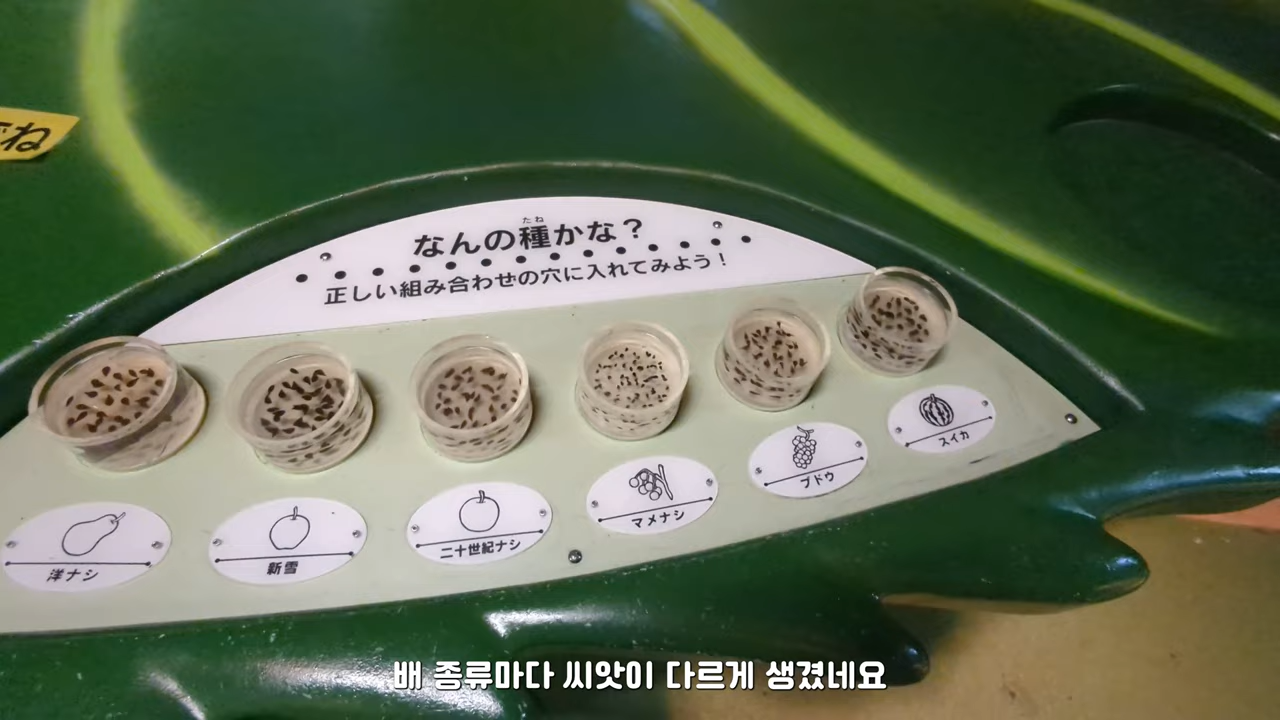 でね
なんの種かな？
たね
正しい組み合わせの穴に入れてみよう！
洋ナシ
新雪
二十世紀ナシ
マメナシ
ブドウ
スイカ
배 종류마다 씨앗이 다르게 생겼네요